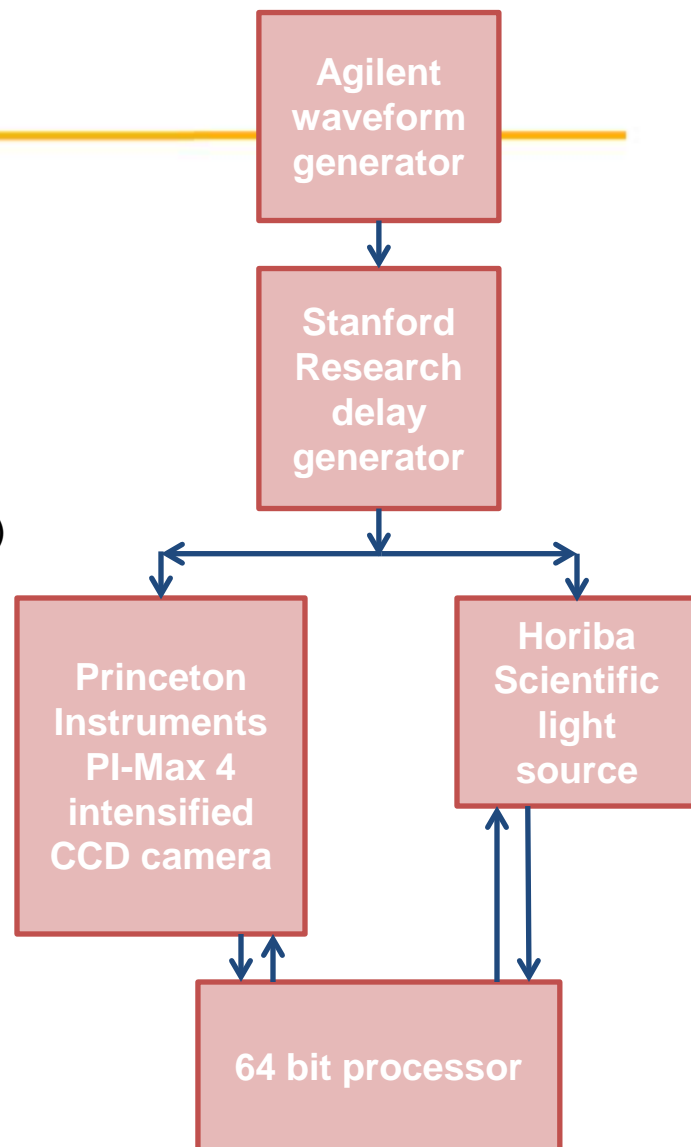 Agilent
waveform
generator
Stanford
Research
delay
generator
)
Princeton
Instruments
PI-Max 4
intensified
CCD camera
Horiba
Scientific
light
source
64 bit processor